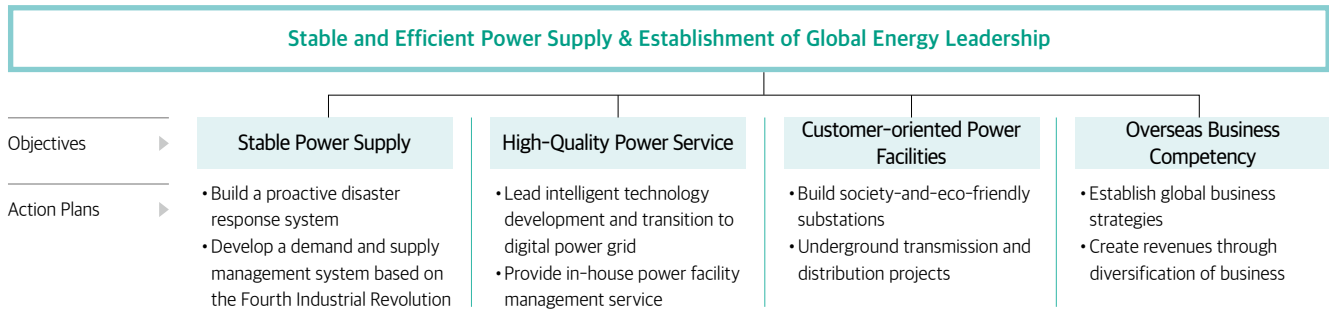 Stable and Efficient Power Supply & Establishment of Global Energy Leadership
Objectives
Stable Power Supply
High-Quality Power Service
Customer-oriented Power
Facilities
Overseas Business
Competency
Action Plans
• Build a proactive disaster
response system
• Develop a demand and supply
management system based on
the Fourth Industrial Revolution
• Lead intelligent technology
development and transition to
digital power grid
• Provide in-house power facility
management service
• Build society-and-eco-friendly
substations
• Underground transmission and
distribution projects
• Establish global business
strategies
• Create revenues through
diversification of business